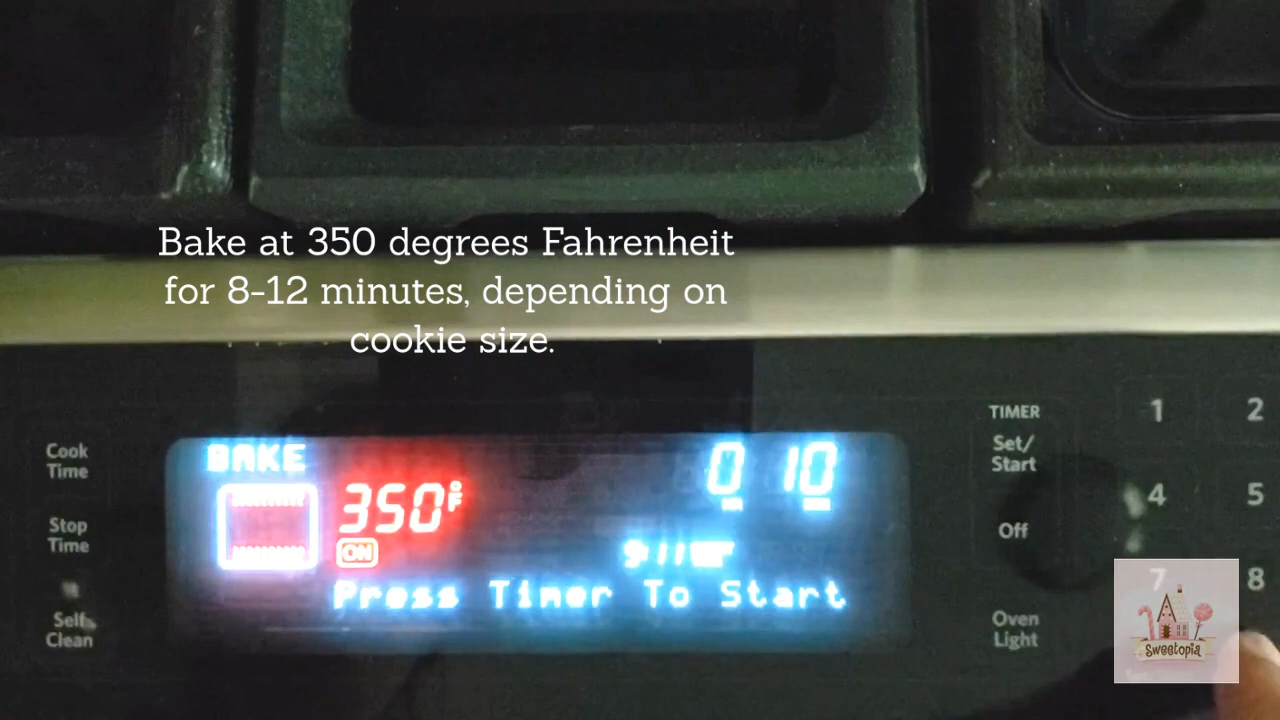 Bake at 350 degrees Fahrenheit
for 8-12 minutes, depending on
cookie size.
TIMER
1
2
Cook
Time
BAKE
Set/
Start
350°F
0 10
4
5
Stop
Time
Off
ON
Press Timer To Start
7
8
Self
Clean
Oven
Light
Sweetopia